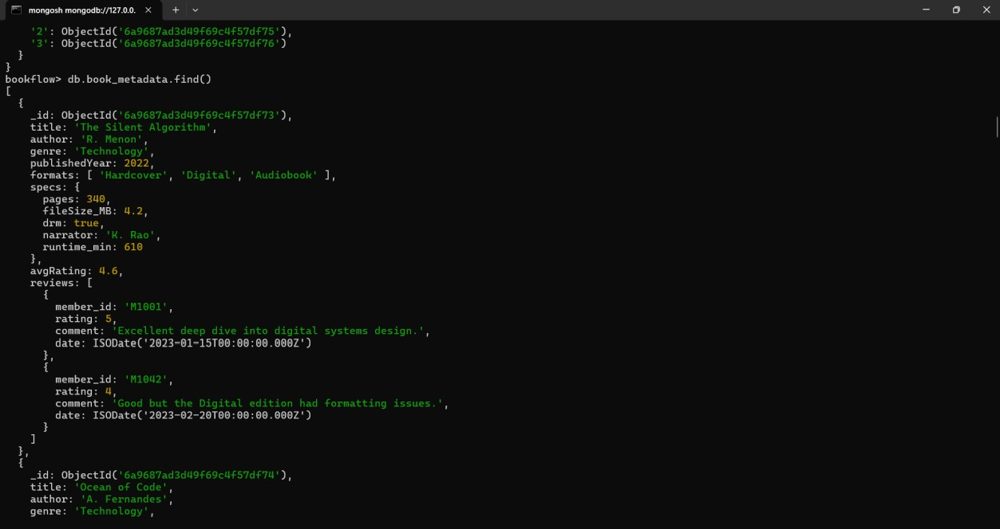 mongosh mongodb://127.0.0.
'2': ObjectId('6a9687ad3d49f69c4f57df75'),
'3': ObjectId('6a9687ad3d49f69c4f57df76')
}
}
bookflow> db.book_metadata.find()
[
{
_id: ObjectId('6a9687ad3d49f69c4f57df73'),
title: 'The Silent Algorithm',
author: 'R. Menon',
genre: 'Technology',
publishedYear: 2022,
formats: [ 'Hardcover', 'Digital', 'Audiobook' ],
specs: {
pages: 340,
fileSize_MB: 4.2,
drm: true,
narrator: 'K. Rao',
runtime_min: 610
},
avgRating: 4.6,
reviews: [
{
member_id: 'M1001',
rating: 5,
comment: 'Excellent deep dive into digital systems design.',
date: ISODate('2023-01-15T00:00:00.000Z')
},
{
member_id: 'M1042',
rating: 4,
comment: 'Good but the Digital edition had formatting issues.',
date: ISODate('2023-02-20T00:00:00.000Z')
}
]
},
{
_id: ObjectId('6a9687ad3d49f69c4f57df74'),
title: 'Ocean of Code',
author: 'A. Fernandes',
genre: 'Technology',